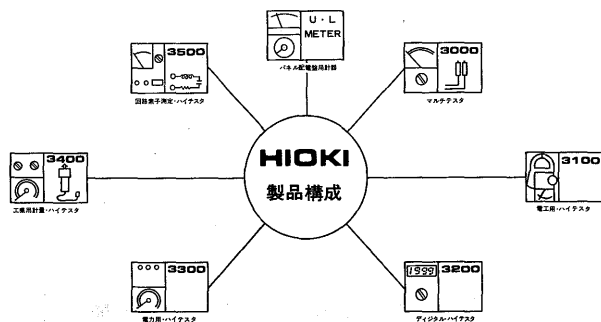 U・L
METER
パネル配電盤用計器
3500
回路素子測定・ハイテスタ
3000
マルチテスタ
HIOKI
製品構成
3400
工業用計量・ハイテスタ
3100
電工用・ハイテスタ
3300
電力用・ハイテスタ
1999
3200
ディジタル・ハイテスタ